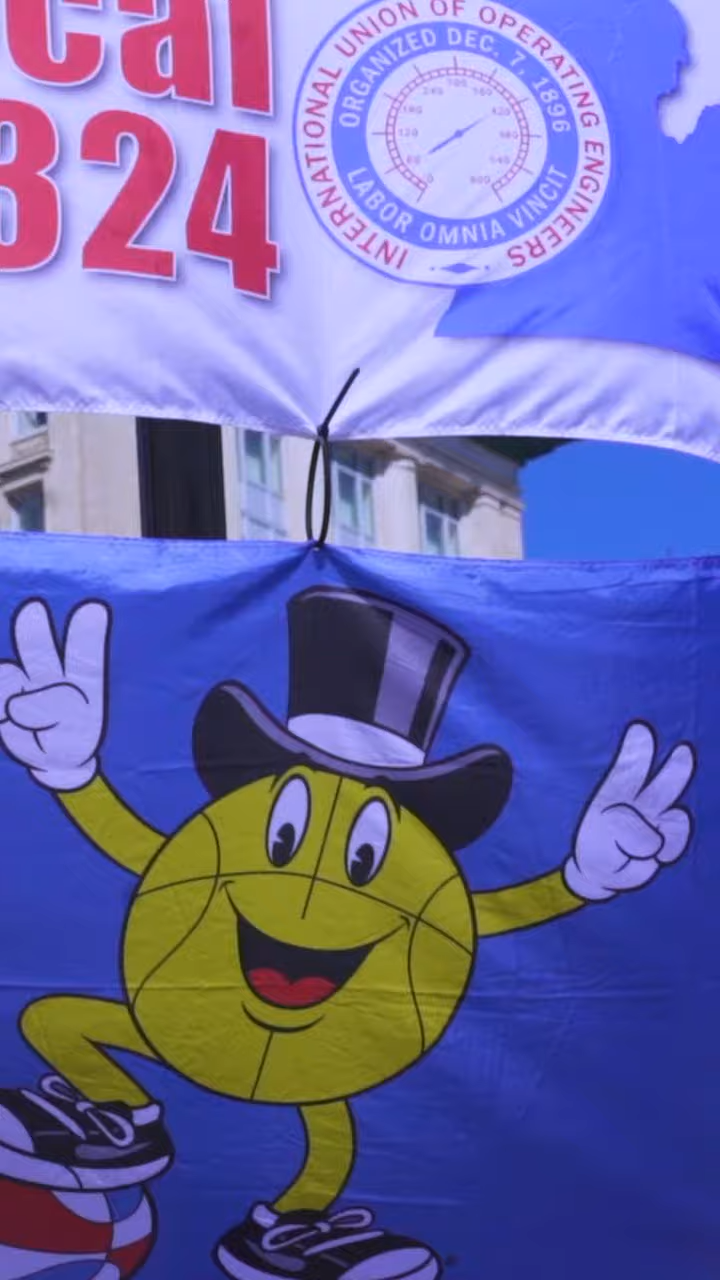 cal
324
INTERNATIONAL UNION OF OPERATING ENGINEERS
ORGANIZED DEC. 7, 1896
LABOR OMNIA VINCIT